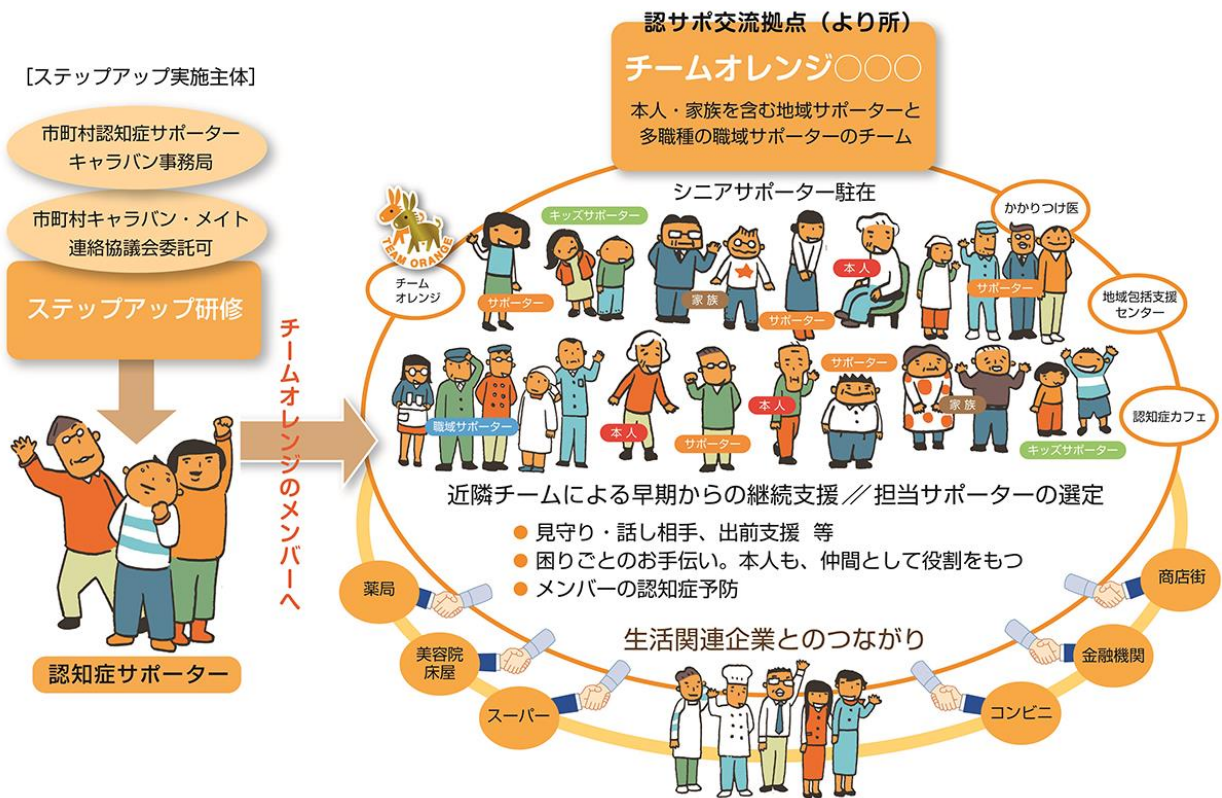 [ステップアップ実施主体]
市町村認知症サポーター
キャラバン事務局
市町村キャラバン・メイト
連絡協議会委託可
ステップアップ研修
認知症サポーター
チームオレンジのメンバーへ
認サポ交流拠点（より所）
チームオレンジ○○○
本人・家族を含む地域サポーターと
多職種の職域サポーターのチーム
シニアサポーター駐在
TEAM ORANGE
チーム
オレンジ
かかりつけ医
地域包括支援
センター
認知症カフェ
キッズサポーター
サポーター
家族
サポーター
本人
サポーター
職域サポーター
本人
サポーター
本人
サポーター
家族
キッズサポーター
近隣チームによる早期からの継続支援//担当サポーターの選定
● 見守り・話し相手、出前支援 等
● 困りごとのお手伝い。本人も、仲間として役割をもつ
● メンバーの認知症予防
生活関連企業とのつながり
薬局
美容院
床屋
スーパー
商店街
金融機関
コンビニ